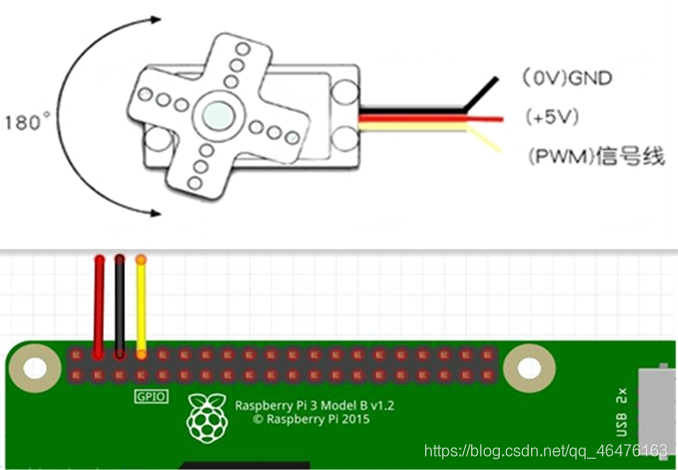 (0V)GND
180°
(+5V)
(PWM)信号线
GPIO
Raspberry Pi 3 Model B v1.2
© Raspberry Pi 2015
USB 2x
https://blog.csdn.net/qq_46476163